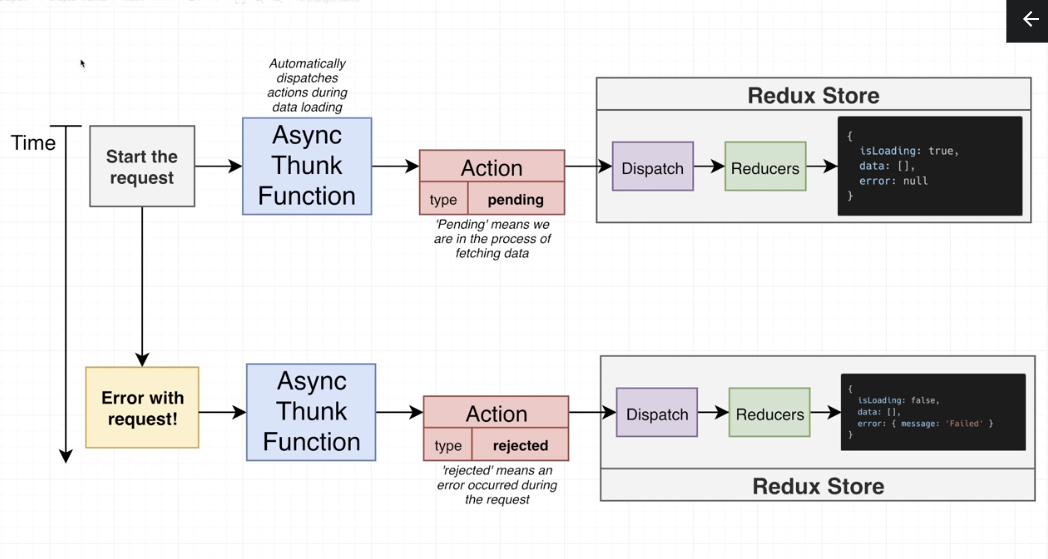 Automatically
dispatches
actions during
data loading
Redux Store
Time
Start the
request
Async
Thunk
Function
Action
type
pending
Dispatch
Reducers
{
isLoading: true,
data: [],
error: null
}
'Pending' means we
are in the process of
fetching data
Error with
request!
Async
Thunk
Function
Action
type
rejected
Dispatch
Reducers
{
isLoading: false,
data: [],
error: { message: 'Failed' }
}
'rejected' means an
error occurred during
the request
Redux Store